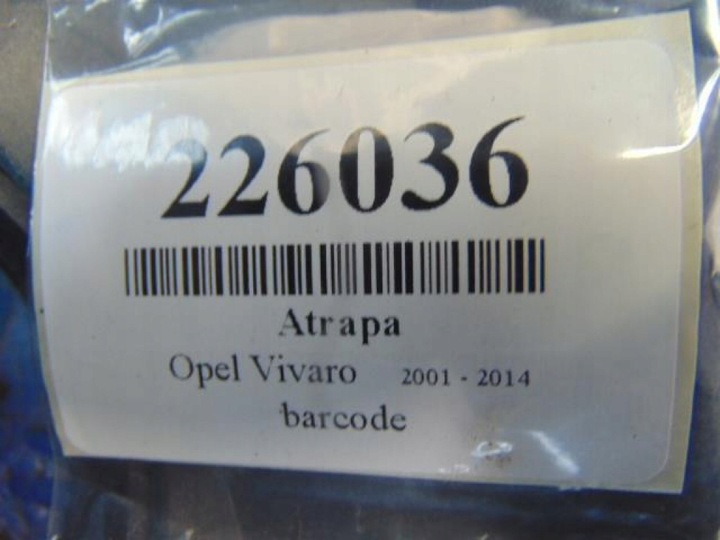 226036
Atrapa
Opel Vivaro 2001 - 2014
barcode